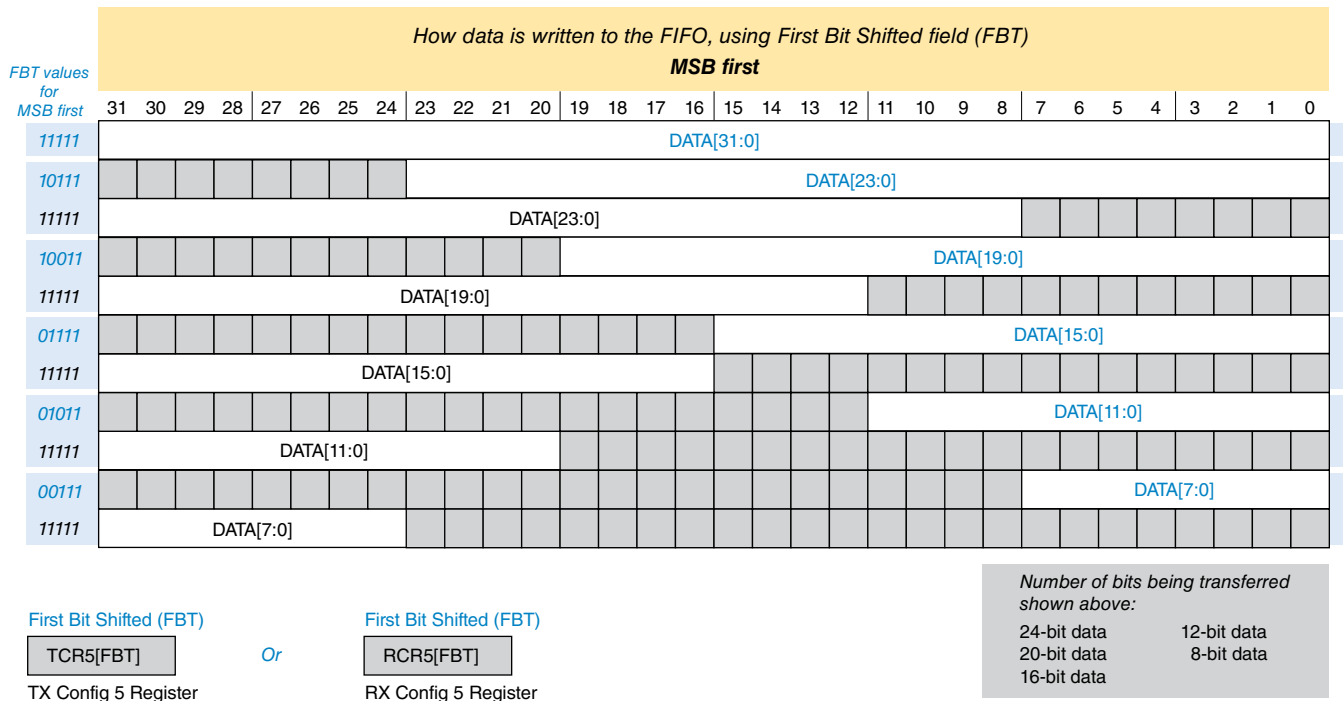 How data is written to the FIFO, using First Bit Shifted field (FBT)
MSB first
FBT values
for
MSB first
31 30 29 28 27 26 25 24 23 22 21 20 19 18 17 16 15 14 13 12 11 10 9 8 7 6 5 4 3 2 1 0
11111 DATA[31:0]
10111 DATA[23:0]
11111 DATA[23:0]
10011 DATA[19:0]
11111 DATA[19:0]
01111 DATA[15:0]
11111 DATA[15:0]
01011 DATA[11:0]
11111 DATA[11:0]
00111 DATA[7:0]
11111 DATA[7:0]
First Bit Shifted (FBT)
TCR5[FBT]
TX Config 5 Register
Or
First Bit Shifted (FBT)
RCR5[FBT]
RX Config 5 Register
Number of bits being transferred
shown above:
24-bit data 12-bit data
20-bit data 8-bit data
16-bit data